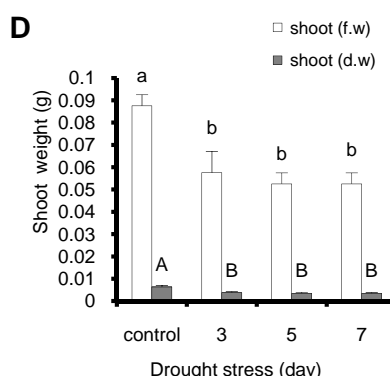 D
shoot (f.w)
shoot (d.w)
Shoot weight (g)
0.1
0.09
0.08
0.07
0.06
0.05
0.04
0.03
0.02
0.01
0
a
b
b
b
A
B
B
B
control 3 5 7
Drought stress (day)